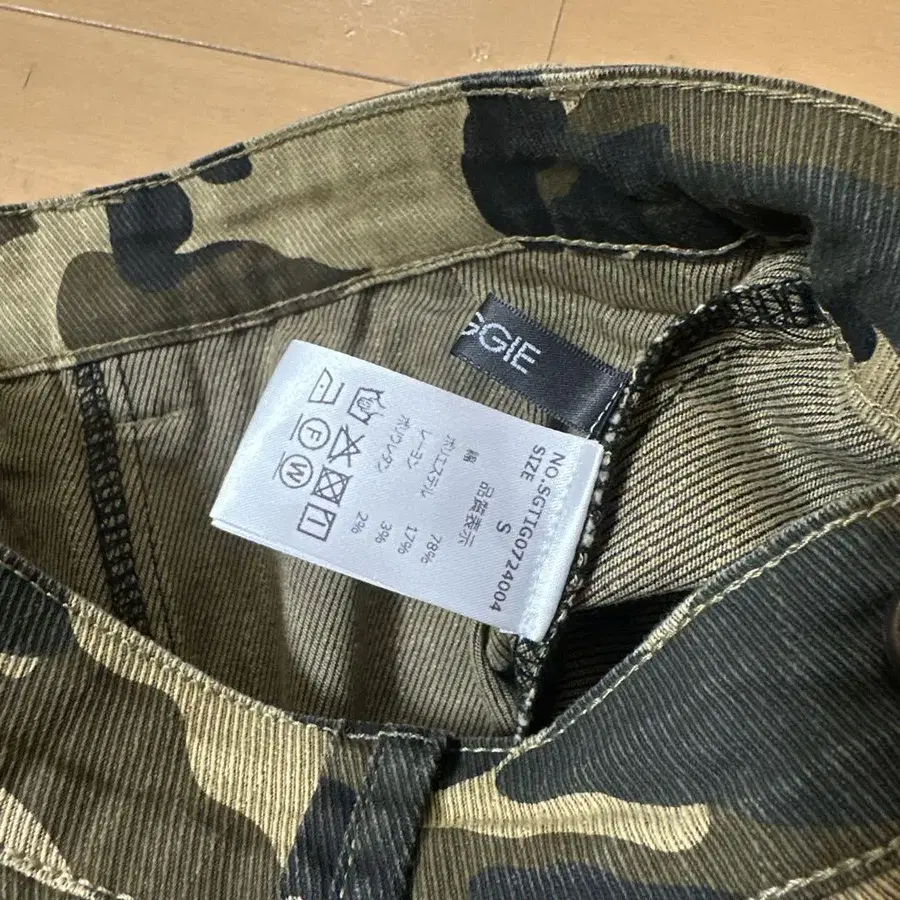 GGIE
NO.SGTIG0724004
SIZE S
品質表示
綿 78%
ポリエステル 17%
レーヨン 3%
ポリウレタン 2%
F
W